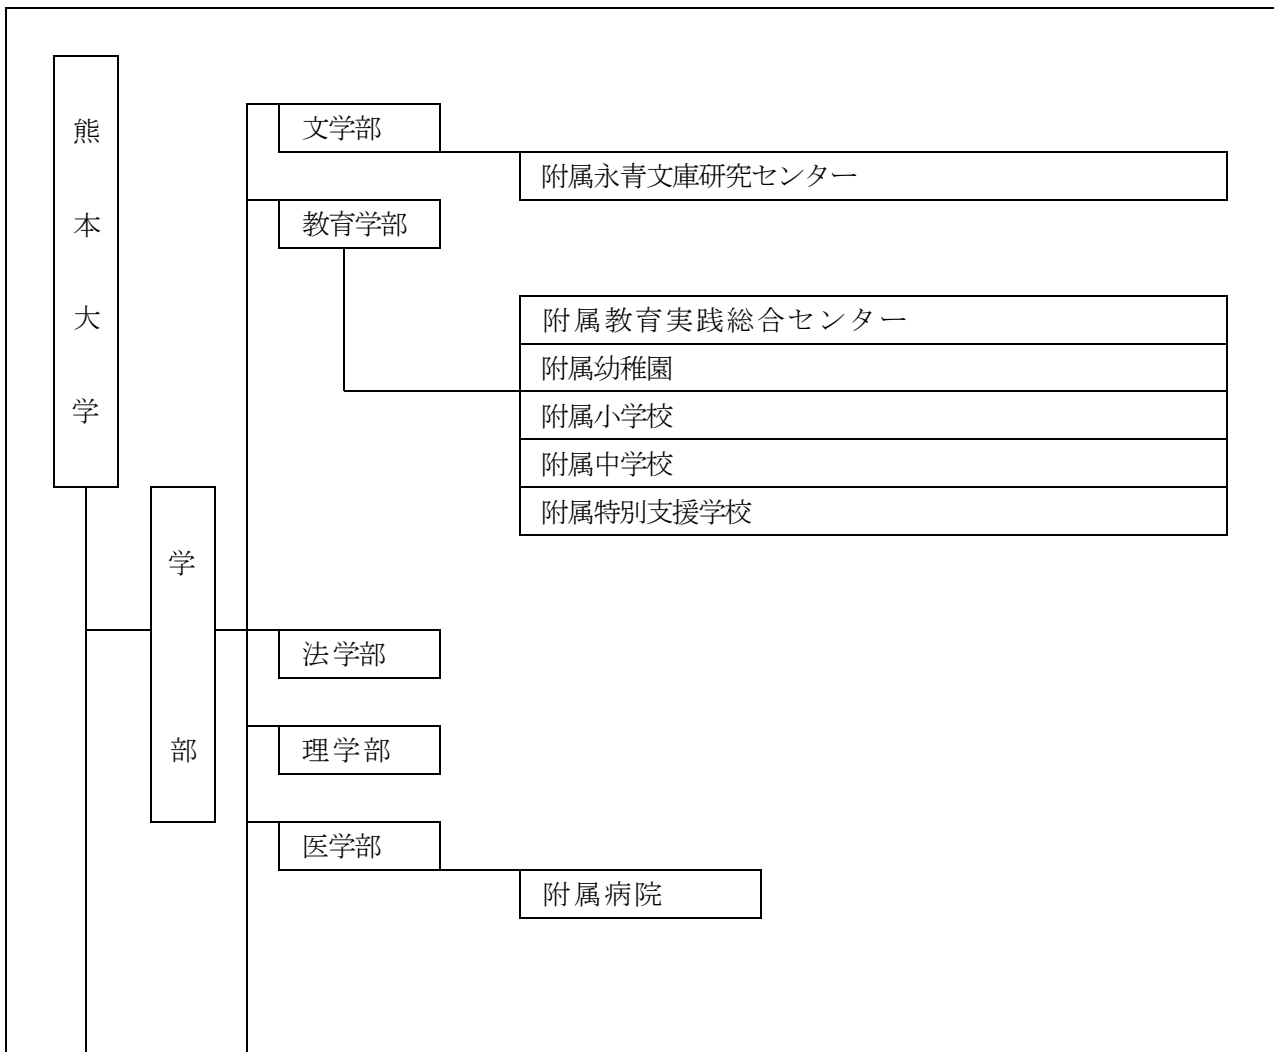 熊本大学
文学部
附属永青文庫研究センター
教育学部
附属教育実践総合センター
附属幼稚園
附属小学校
附属中学校
附属特別支援学校
学部
法学部
理学部
医学部
附属病院